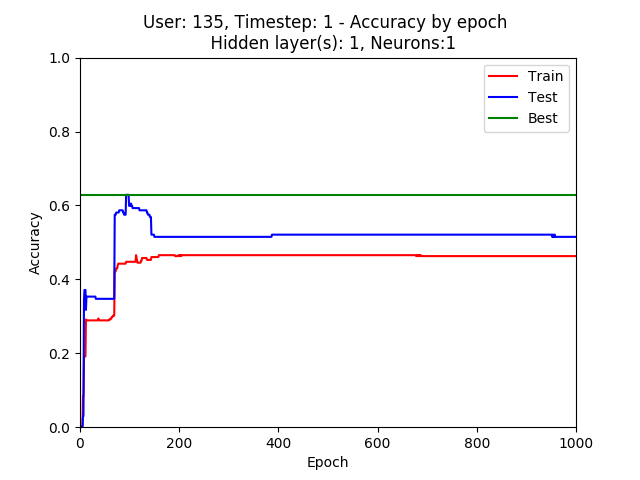 User: 135, Timestep: 1 - Accuracy by epoch
Hidden layer(s): 1, Neurons:1
1.0
0.8
0.6
0.4
0.2
0.0
Accuracy
Train
Test
Best
0 200 400 600 800 1000
Epoch